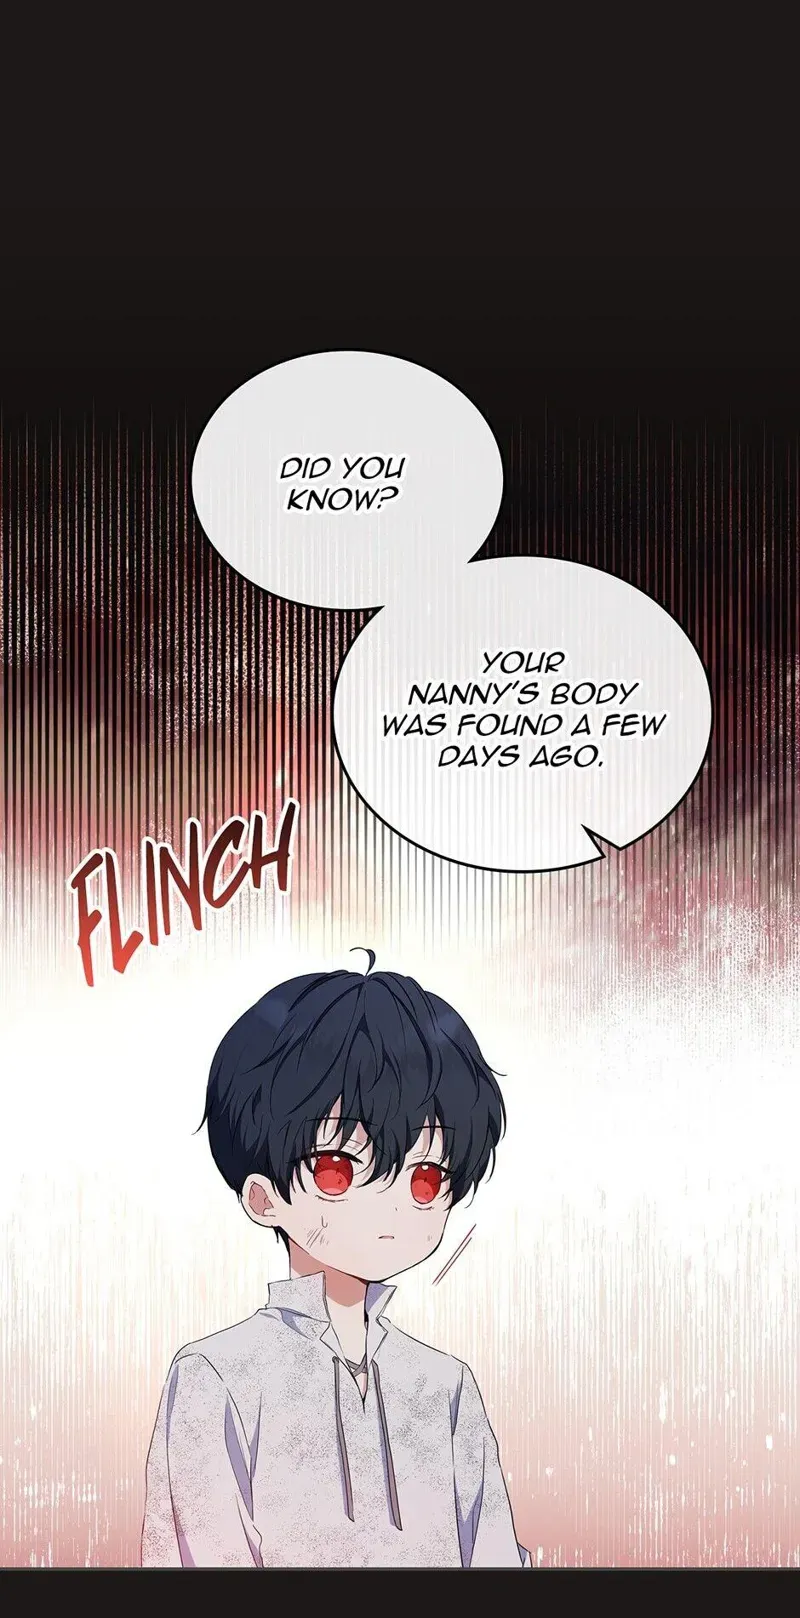 DID YOU
KNOW?
YOUR
NANNY'S BODY
WAS FOUND A FEW
DAYS AGO.
FLINCH